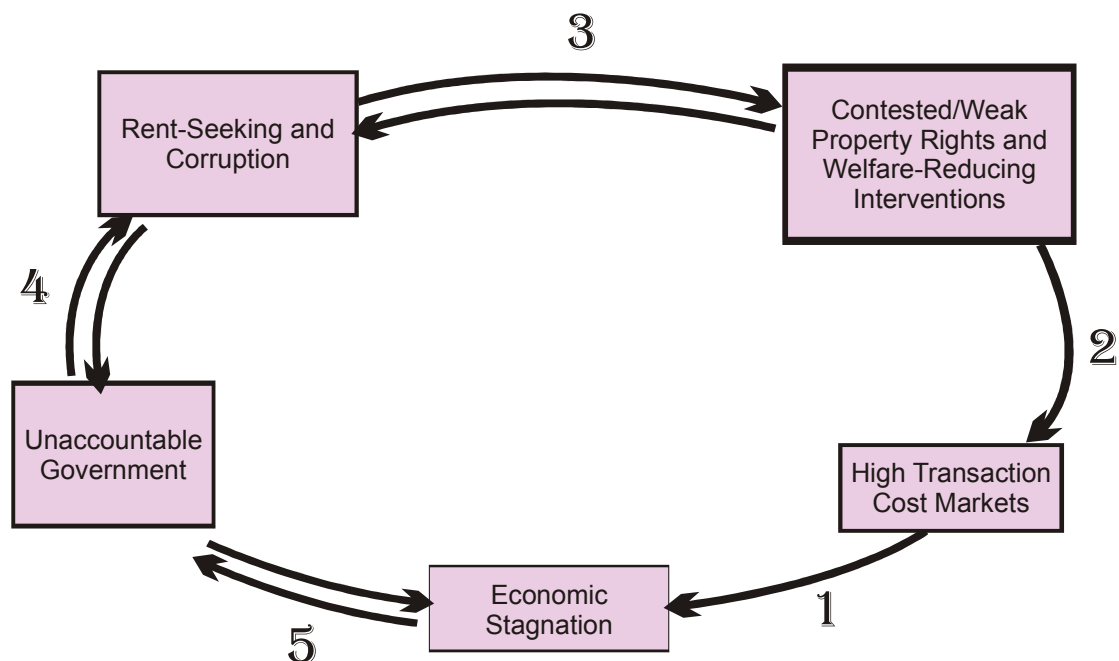 3
Rent-Seeking and
Corruption
Contested/Weak
Property Rights and
Welfare-Reducing
Interventions
4
2
Unaccountable
Government
High Transaction
Cost Markets
Economic
Stagnation
1
5